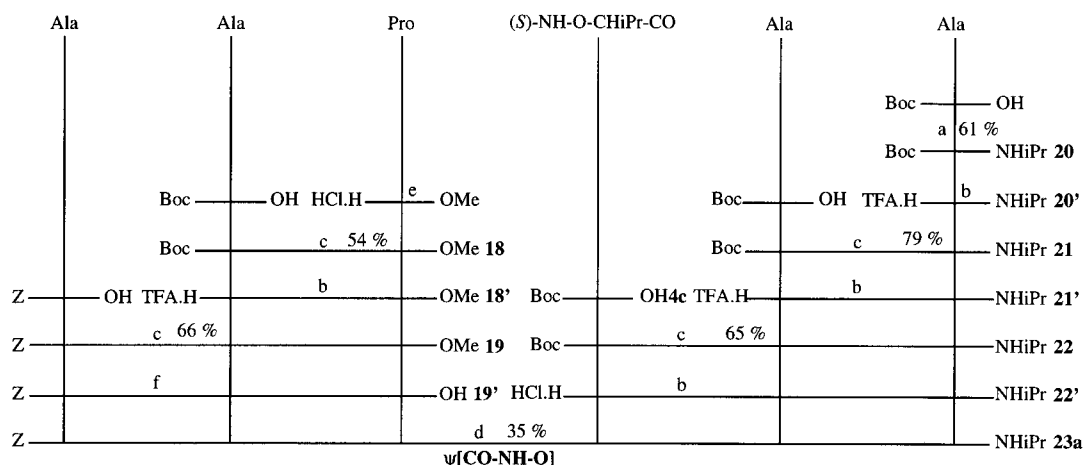 Ala Ala Pro (S)-NH-O-CHiPr-CO Ala Ala
Boc OH
a 61 %
Boc NHiPr 20
Boc OH HCl.H e OMe Boc OH TFA.H b NHiPr 20'
Boc c 54 % OMe 18 Boc c 79 % NHiPr 21
Z OH TFA.H b OMe 18' Boc OH4c TFA.H b NHiPr 21'
Z c 66 % OMe 19 Boc c 65 % NHiPr 22
Z f OH 19' HCl.H b NHiPr 22'
Z d 35 % NHiPr 23a
ψ[CO-NH-O]